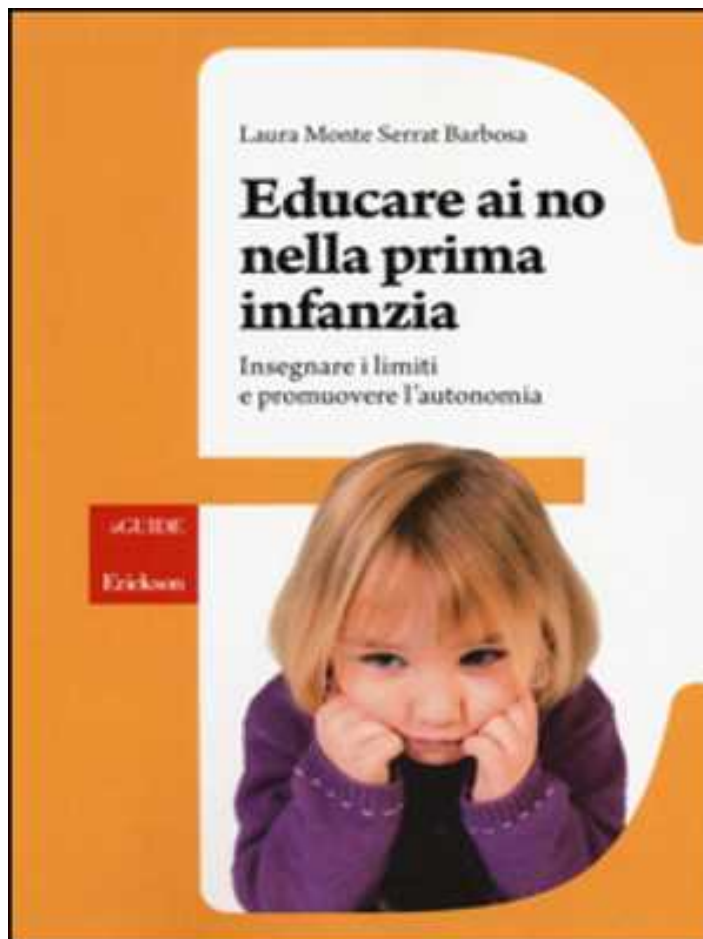 Laura Monte Serrat Barbosa
Educare ai no
nella prima
infanzia
Insegnare i limiti
e promuovere l'autonomia
GUIDE
Erickson